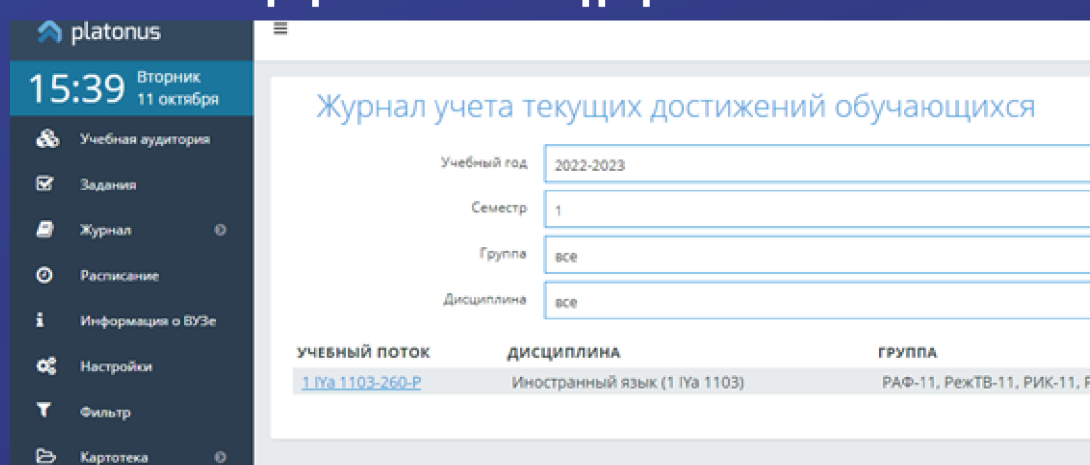 platonus
15:39 Вторник
11 октября
Учебная аудитория
Задания
Журнал
Расписание
Информация о ВУЗе
Настройки
Фильтр
Картотека
Журнал учета текущих достижений обучающихся
Учебный год 2022-2023
Семестр 1
Группа все
Дисциплина все
УЧЕБНЫЙ ПОТОК ДИСЦИПЛИНА ГРУППА
1 IYa 1103-260-P Иностранный язык (1 IYa 1103) РАФ-11, РежТВ-11, РИК-11,